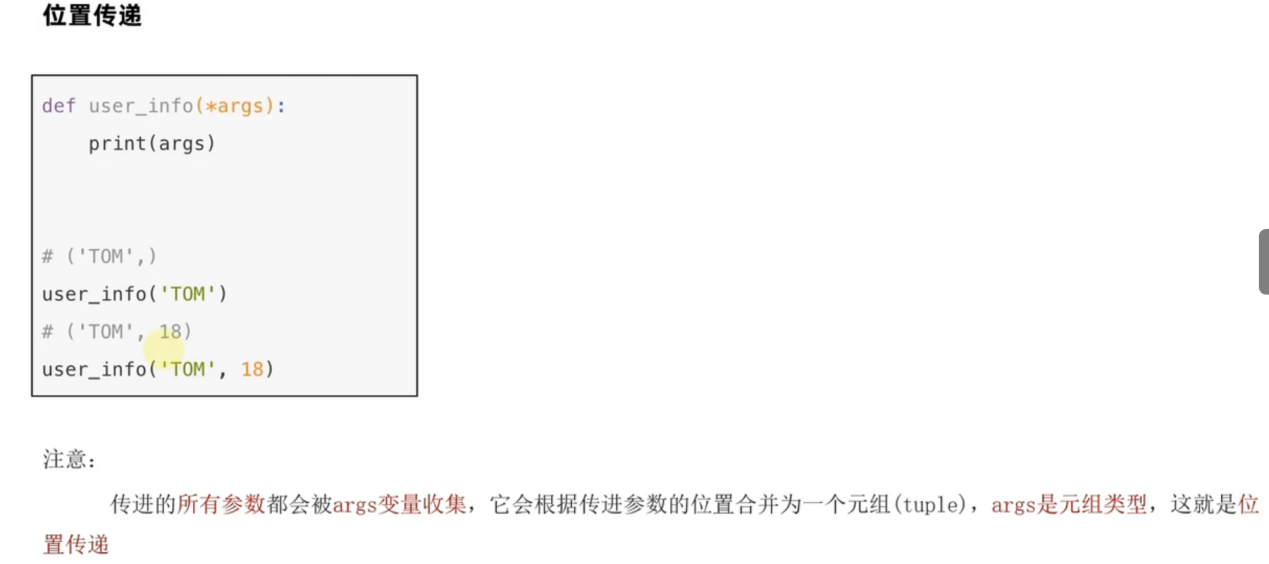 位置传递
def user_info(*args):
    print(args)
# ('TOM',)
user_info('TOM')
# ('TOM', 18)
user_info('TOM', 18)
注意：
传进的所有参数都会被args变量收集，它会根据传进参数的位置合并为一个元组(tuple)，args是元组类型，这就是位
置传递